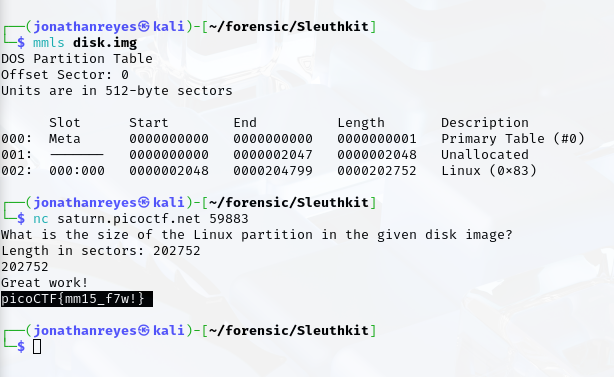 ┌──(jonathanreyes㉿kali)-[~/forensic/Sleuthkit]
└─$ mmls disk.img
DOS Partition Table
Offset Sector: 0
Units are in 512-byte sectors

      Slot      Start        End          Length       Description
000:  Meta      0000000000   0000000000   0000000001   Primary Table (#0)
001:  -------   0000000000   0000002047   0000002048   Unallocated
002:  000:000   0000002048   0000204799   0000202752   Linux (0×83)

┌──(jonathanreyes㉿kali)-[~/forensic/Sleuthkit]
└─$ nc saturn.picoctf.net 59883
What is the size of the Linux partition in the given disk image?
Length in sectors: 202752
202752
Great work!
picoCTF{mm15_f7w!}

┌──(jonathanreyes㉿kali)-[~/forensic/Sleuthkit]
└─$